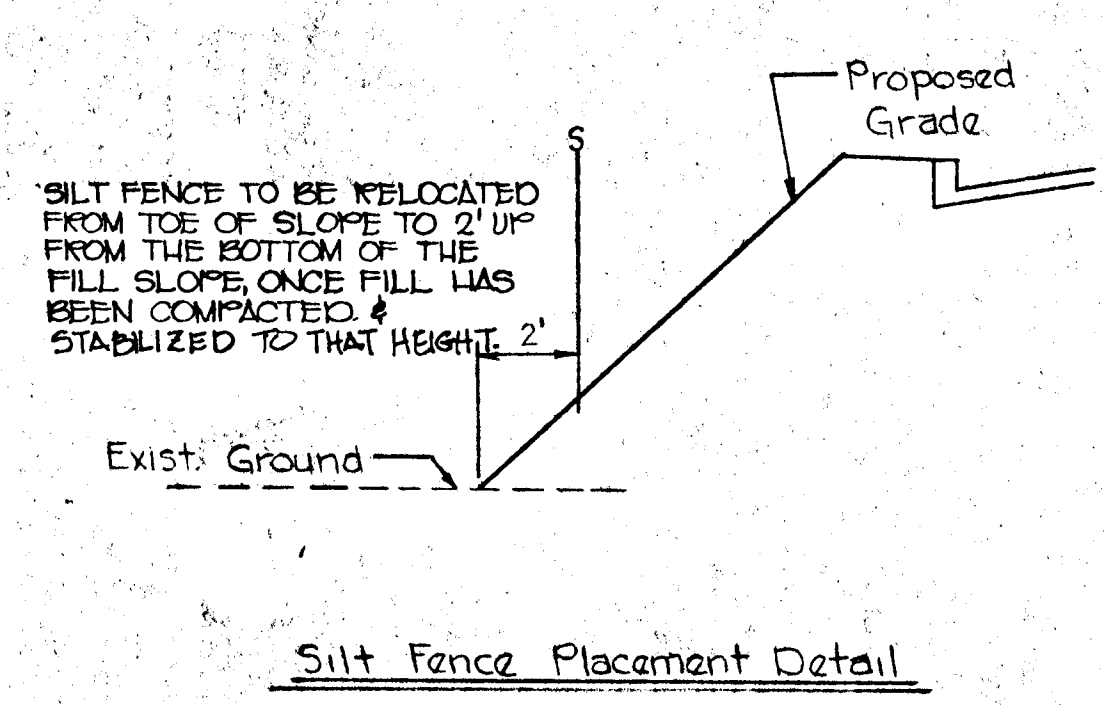 Proposed
Grade
S
SILT FENCE TO BE RELOCATED
FROM TOE OF SLOPE TO 2' UP
FROM THE BOTTOM OF THE
FILL SLOPE, ONCE FILL HAS
BEEN COMPACTED. &
STABILIZED TO THAT HEIGHT.
2'
Exist. Ground
Silt Fence Placement Detail